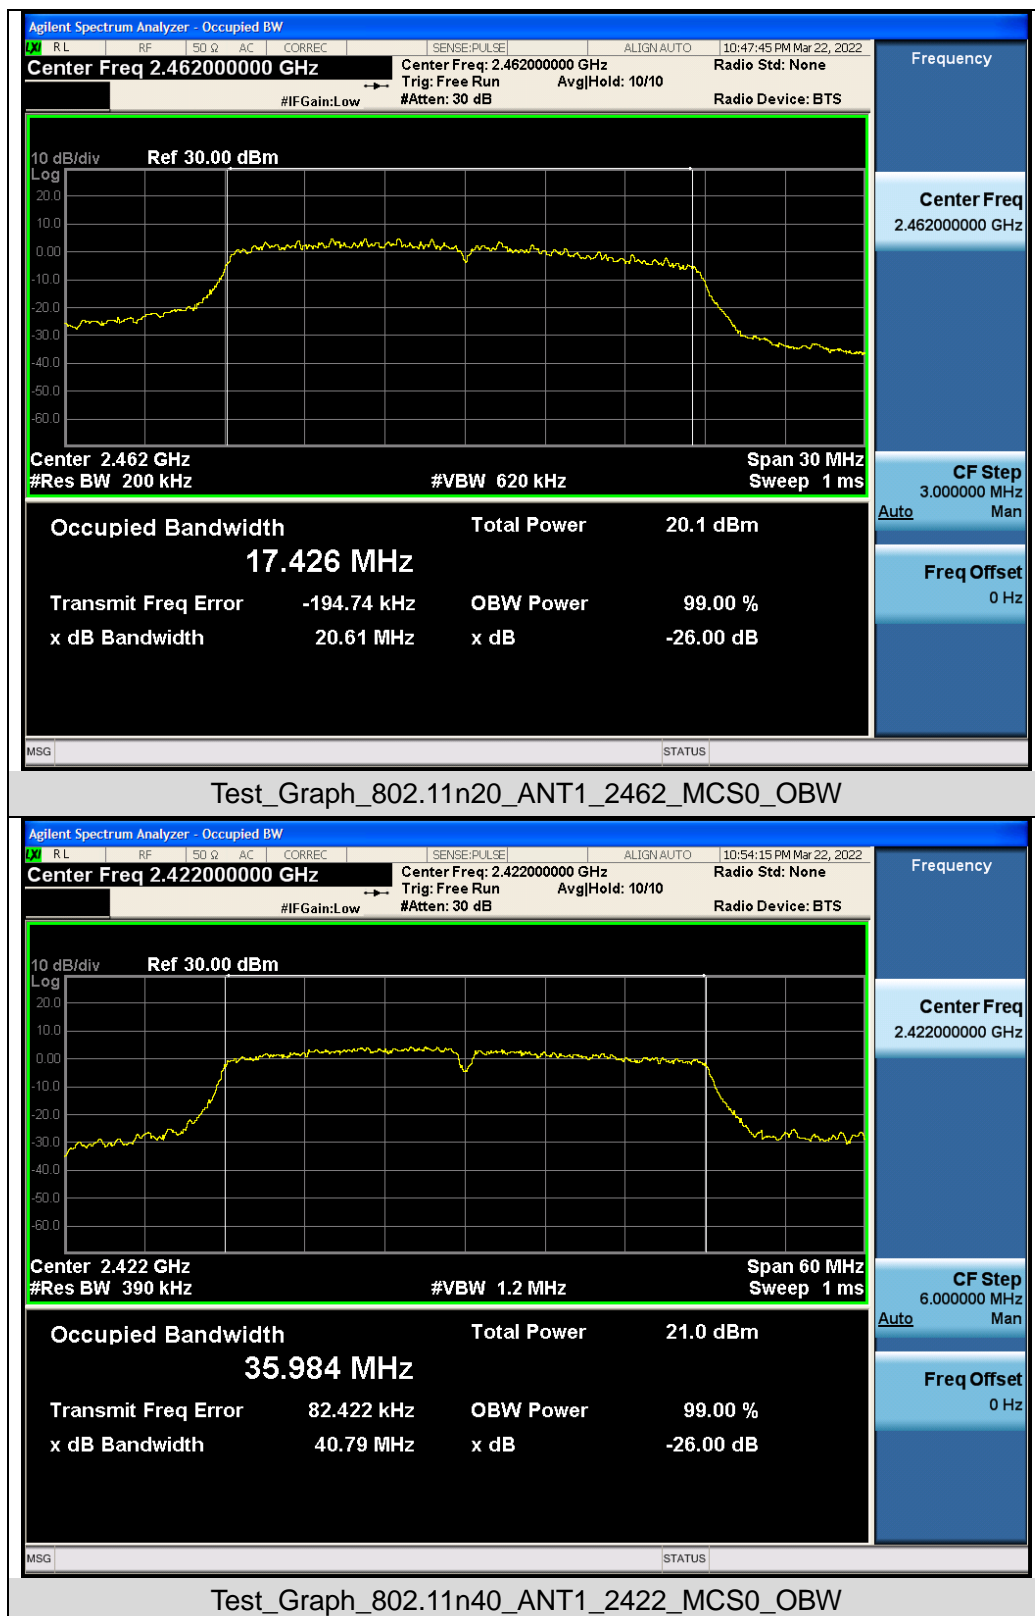 Agilent Spectrum Analyzer - Occupied BW
LXI RL RF 50 Ω AC CORREC SENSE:PULSE ALIGN AUTO 10:47:45 PM Mar 22, 2022
Center Freq 2.462000000 GHz Center Freq: 2.462000000 GHz Radio Std: None
Trig: Free Run Avg|Hold: 10/10
#IFGain:Low #Atten: 30 dB Radio Device: BTS
Frequency
10 dB/div Ref 30.00 dBm
Log
20.0
10.0
0.00
-10.0
-20.0
-30.0
-40.0
-50.0
-60.0
Center 2.462 GHz Span 30 MHz
#Res BW 200 kHz #VBW 620 kHz Sweep 1 ms
Center Freq
2.462000000 GHz
CF Step
3.000000 MHz
Auto Man
Freq Offset
0 Hz
Occupied Bandwidth Total Power 20.1 dBm
17.426 MHz
Transmit Freq Error -194.74 kHz OBW Power 99.00 %
x dB Bandwidth 20.61 MHz x dB -26.00 dB
MSG STATUS
Test_Graph_802.11n20_ANT1_2462_MCS0_OBW
Agilent Spectrum Analyzer - Occupied BW
LXI RL RF 50 Ω AC CORREC SENSE:PULSE ALIGN AUTO 10:54:15 PM Mar 22, 2022
Center Freq 2.422000000 GHz Center Freq: 2.422000000 GHz Radio Std: None
Trig: Free Run Avg|Hold: 10/10
#IFGain:Low #Atten: 30 dB Radio Device: BTS
Frequency
10 dB/div Ref 30.00 dBm
Log
20.0
10.0
0.00
-10.0
-20.0
-30.0
-40.0
-50.0
-60.0
Center 2.422 GHz Span 60 MHz
#Res BW 390 kHz #VBW 1.2 MHz Sweep 1 ms
Center Freq
2.422000000 GHz
CF Step
6.000000 MHz
Auto Man
Freq Offset
0 Hz
Occupied Bandwidth Total Power 21.0 dBm
35.984 MHz
Transmit Freq Error 82.422 kHz OBW Power 99.00 %
x dB Bandwidth 40.79 MHz x dB -26.00 dB
MSG STATUS
Test_Graph_802.11n40_ANT1_2422_MCS0_OBW